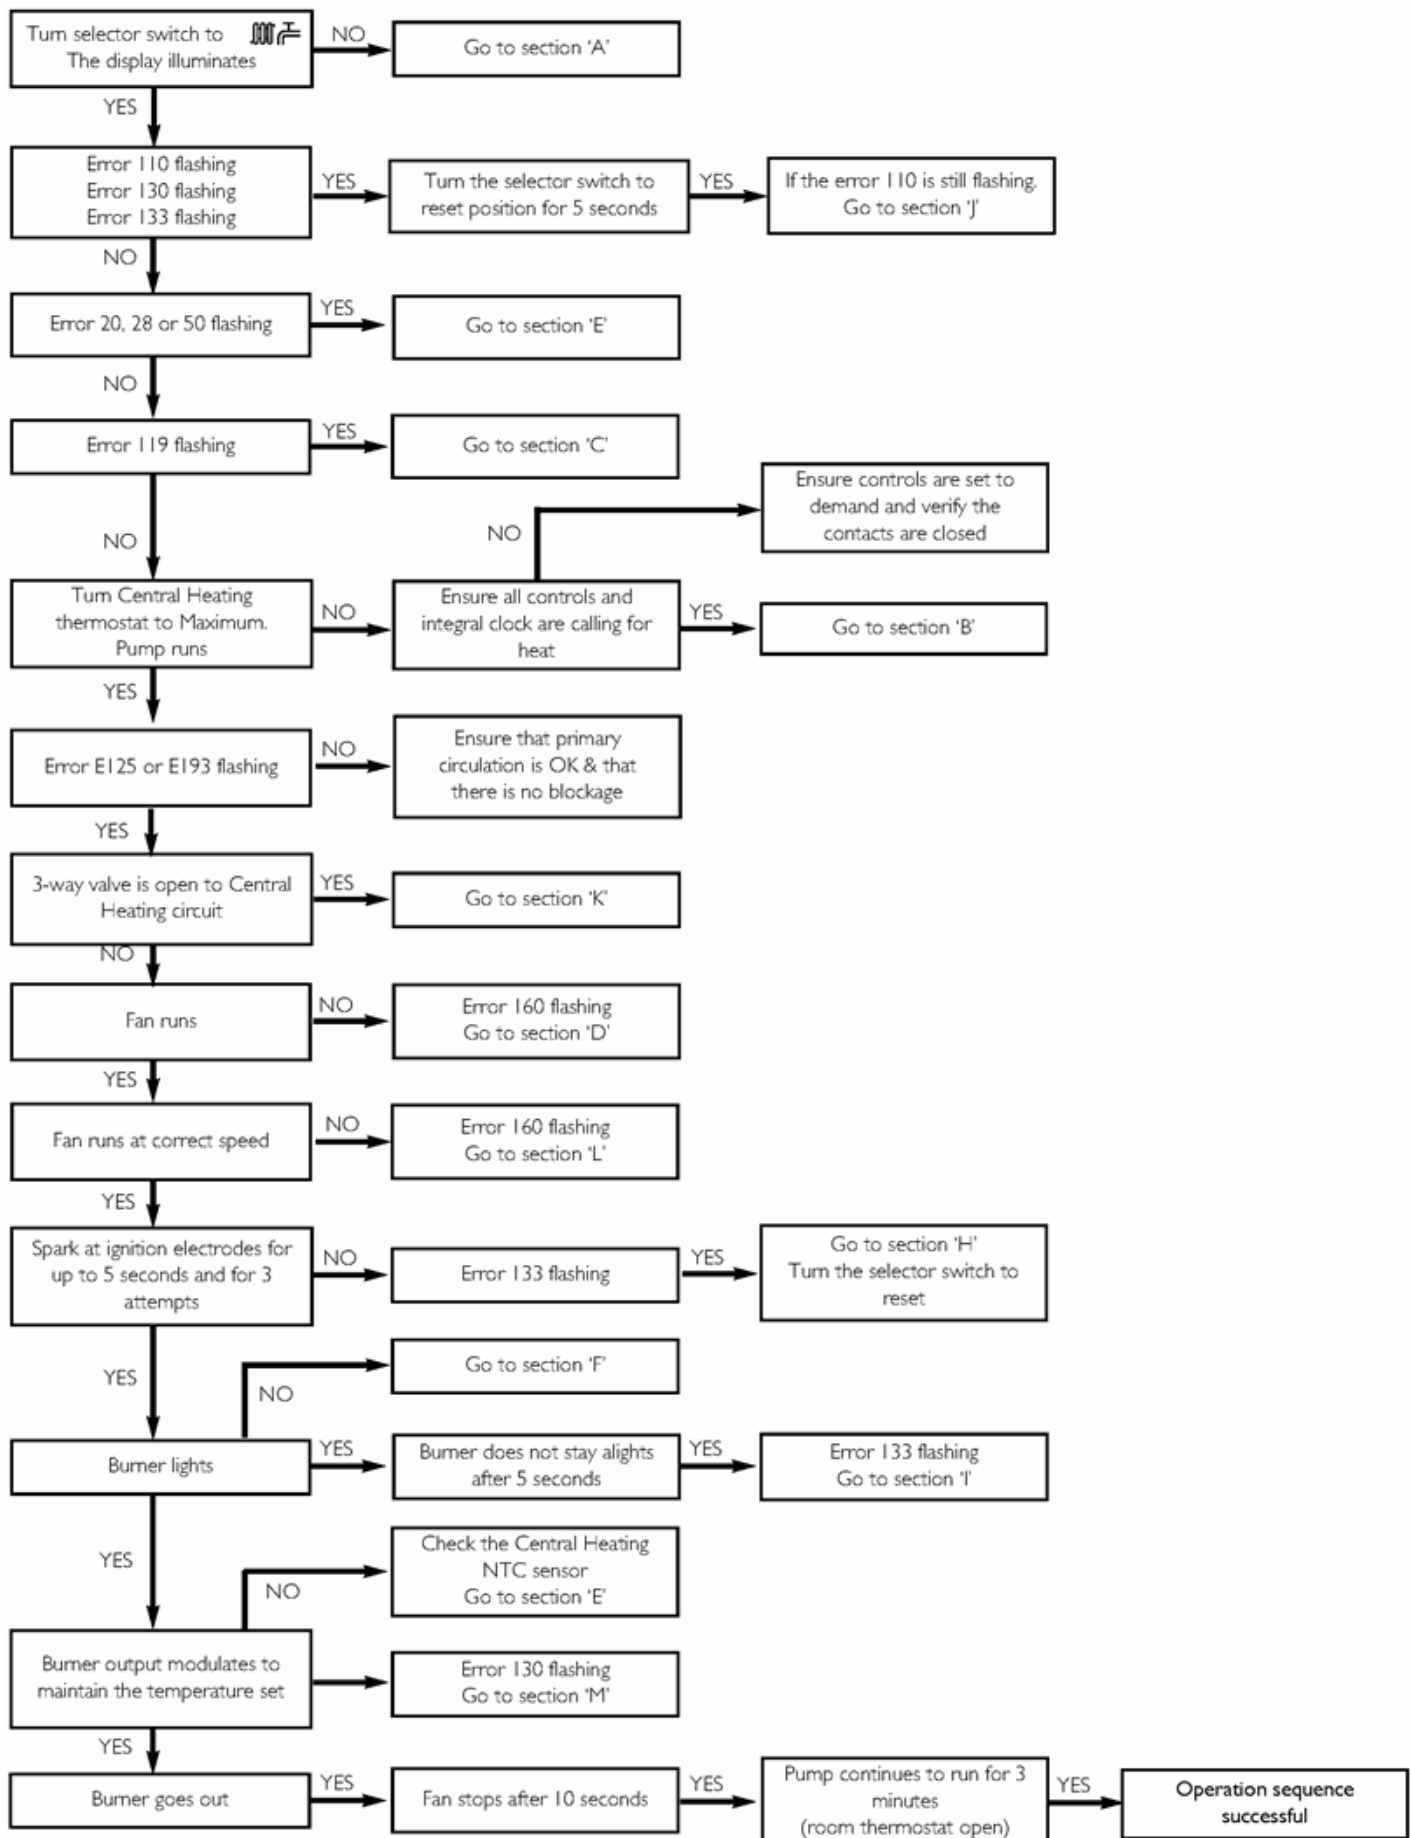 Turn selector switch to
The display illuminates
NO
Go to section 'A'
YES
Error 110 flashing
Error 130 flashing
Error 133 flashing
YES
Turn the selector switch to
reset position for 5 seconds
YES
If the error 110 is still flashing.
Go to section 'J'
NO
Error 20, 28 or 50 flashing
YES
Go to section 'E'
NO
Error 119 flashing
YES
Go to section 'C'
NO
Turn Central Heating
thermostat to Maximum.
Pump runs
NO
Ensure all controls and
integral clock are calling for
heat
NO
Ensure controls are set to
demand and verify the
contacts are closed
YES
Go to section 'B'
YES
Error E125 or E193 flashing
NO
Ensure that primary
circulation is OK & that
there is no blockage
YES
3-way valve is open to Central
Heating circuit
YES
Go to section 'K'
NO
Fan runs
NO
Error 160 flashing
Go to section 'D'
YES
Fan runs at correct speed
NO
Error 160 flashing
Go to section 'L'
YES
Spark at ignition electrodes for
up to 5 seconds and for 3
attempts
NO
Error 133 flashing
YES
Go to section 'H'
Turn the selector switch to
reset
YES
NO
Go to section 'F'
Burner lights
YES
Burner does not stay alights
after 5 seconds
YES
Error 133 flashing
Go to section 'I'
YES
NO
Check the Central Heating
NTC sensor
Go to section 'E'
Burner output modulates to
maintain the temperature set
Error 130 flashing
Go to section 'M'
YES
Burner goes out
YES
Fan stops after 10 seconds
YES
Pump continues to run for 3
minutes
(room thermostat open)
YES
Operation sequence
successful